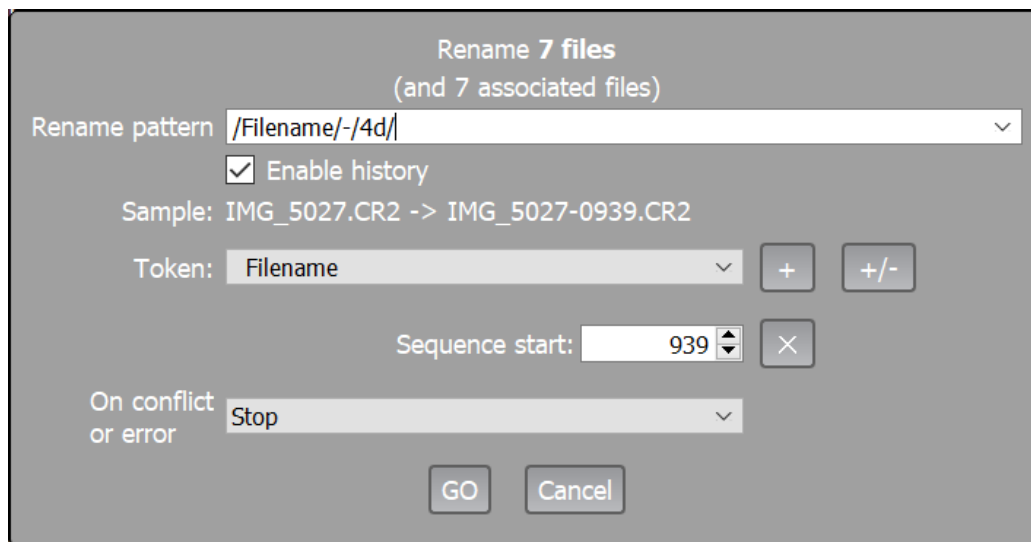 Rename 7 files
(and 7 associated files)
Rename pattern /Filename/-/4d/
Enable history
Sample: IMG_5027.CR2 -> IMG_5027-0939.CR2
Token: Filename + +/-
Sequence start: 939 ×
On conflict
or error Stop
GO Cancel